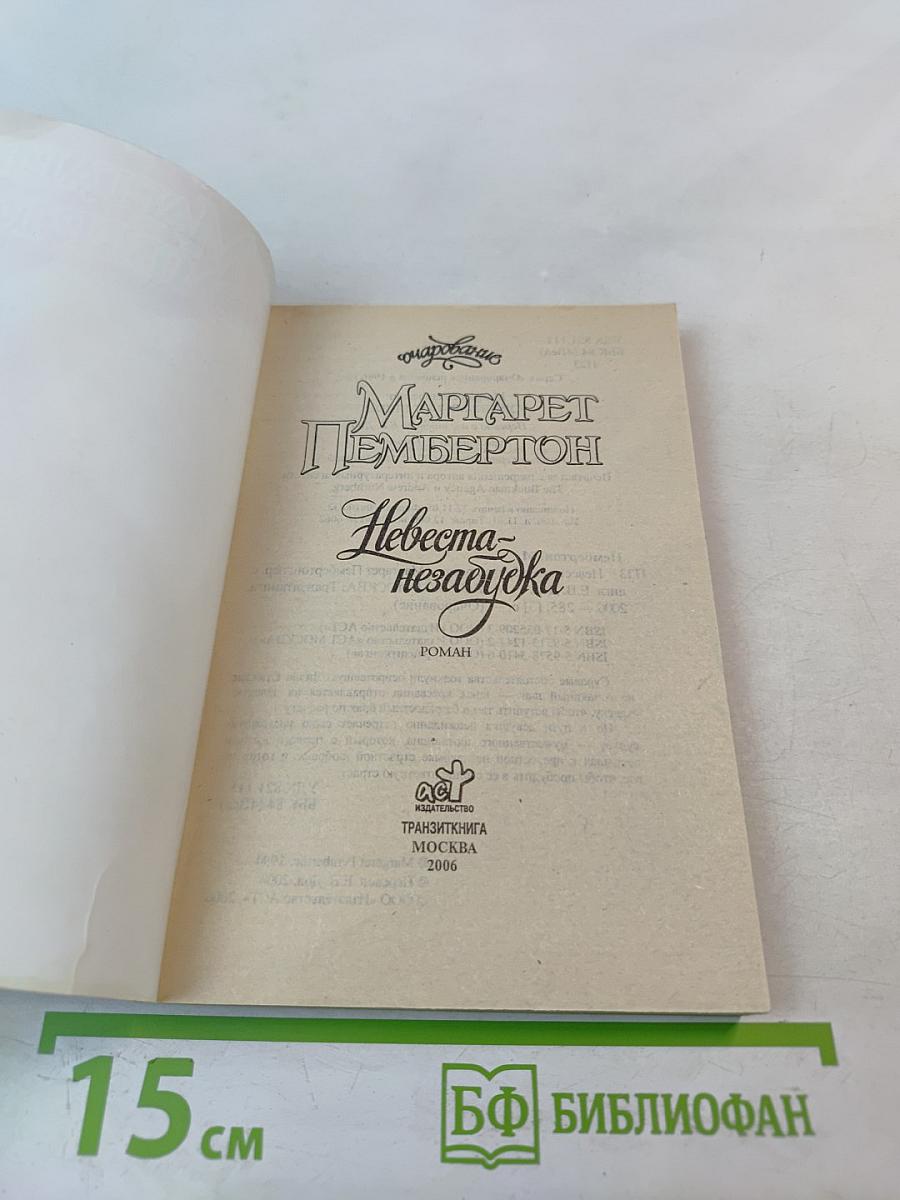 очарование
МАРГАРЕТ
ПЕМБЕРТОН
Невеста-
незабудка
РОМАН
аст
ИЗДАТЕЛЬСТВО
ТРАНЗИТКНИГА
МОСКВА
2006
15 см
БФ БИБЛИОФАН